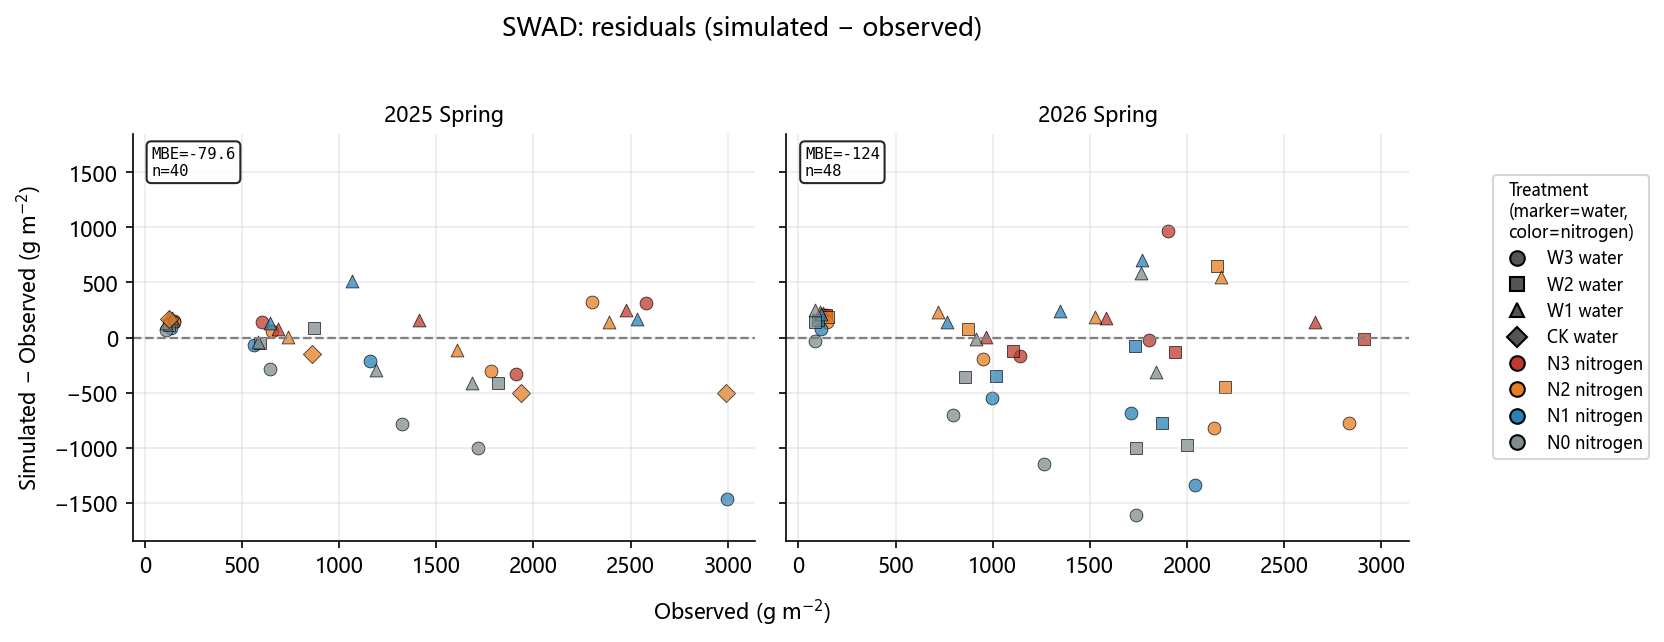 SWAD: residuals (simulated − observed)
2025 Spring
2026 Spring
MBE=-79.6
n=40
MBE=-124
n=48
Simulated − Observed (g m⁻²)
1500
1000
500
0
−500
−1000
−1500
0 500 1000 1500 2000 2500 3000
0 500 1000 1500 2000 2500 3000
Observed (g m⁻²)
Treatment
(marker=water,
color=nitrogen)
W3 water
W2 water
W1 water
CK water
N3 nitrogen
N2 nitrogen
N1 nitrogen
N0 nitrogen